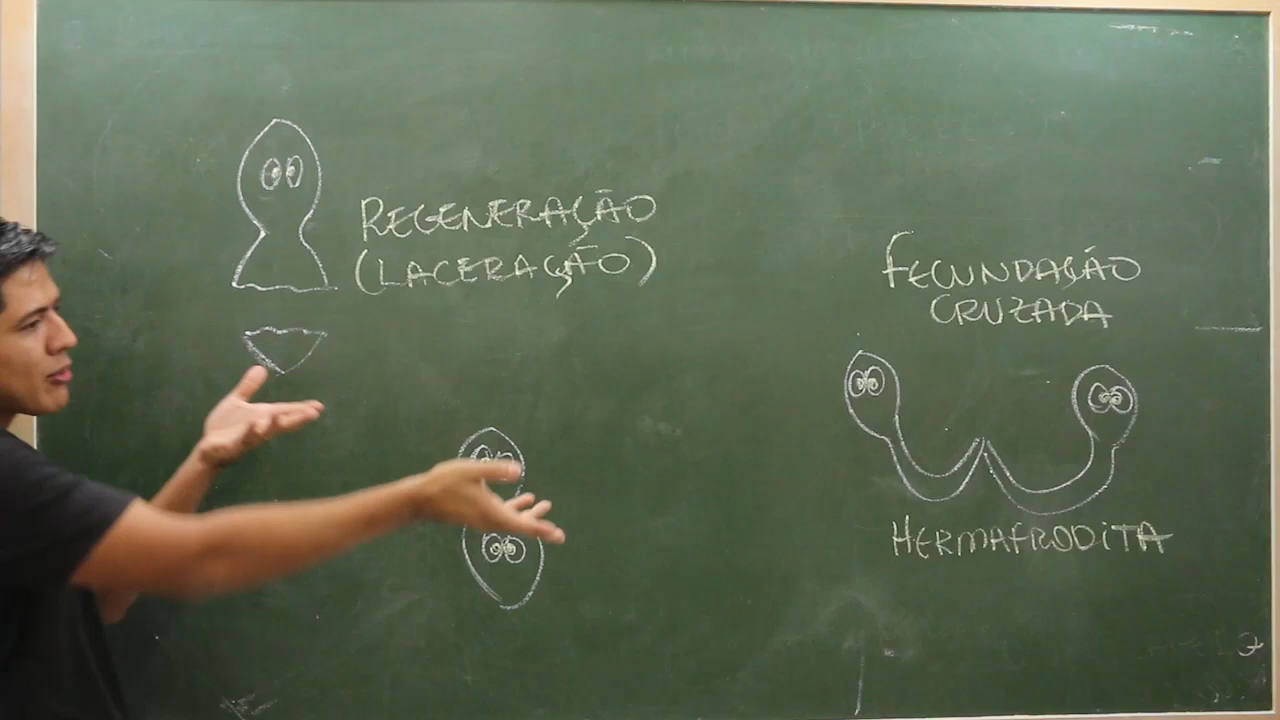 REGENERAÇÃO
(LACERAÇÃO)
FECUNDAÇÃO
CRUZADA
HERMAFRODITA